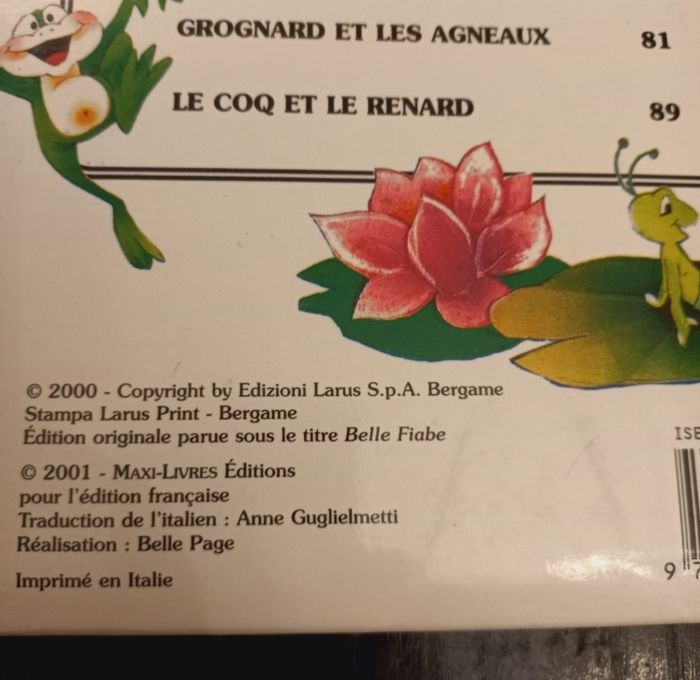 GROGNARD ET LES AGNEAUX 81
LE COQ ET LE RENARD 89
© 2000 - Copyright by Edizioni Larus S.p.A. Bergame
Stampa Larus Print - Bergame
Édition originale parue sous le titre Belle Fiabe
© 2001 - MAXI-LIVRES Éditions
pour l'édition française
Traduction de l'italien : Anne Guglielmetti
Réalisation : Belle Page
Imprimé en Italie
ISB
9